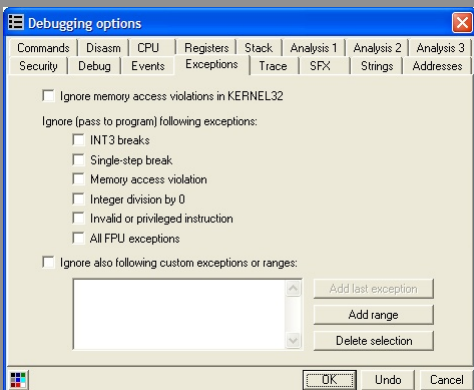 Debugging options
Commands Disasm CPU Registers Stack Analysis 1 Analysis 2 Analysis 3
Security Debug Events Exceptions Trace SFX Strings Addresses
Ignore memory access violations in KERNEL32
Ignore (pass to program) following exceptions:
INT3 breaks
Single-step break
Memory access violation
Integer division by 0
Invalid or privileged instruction
All FPU exceptions
Ignore also following custom exceptions or ranges:
Add last exception
Add range
Delete selection
OK Undo Cancel